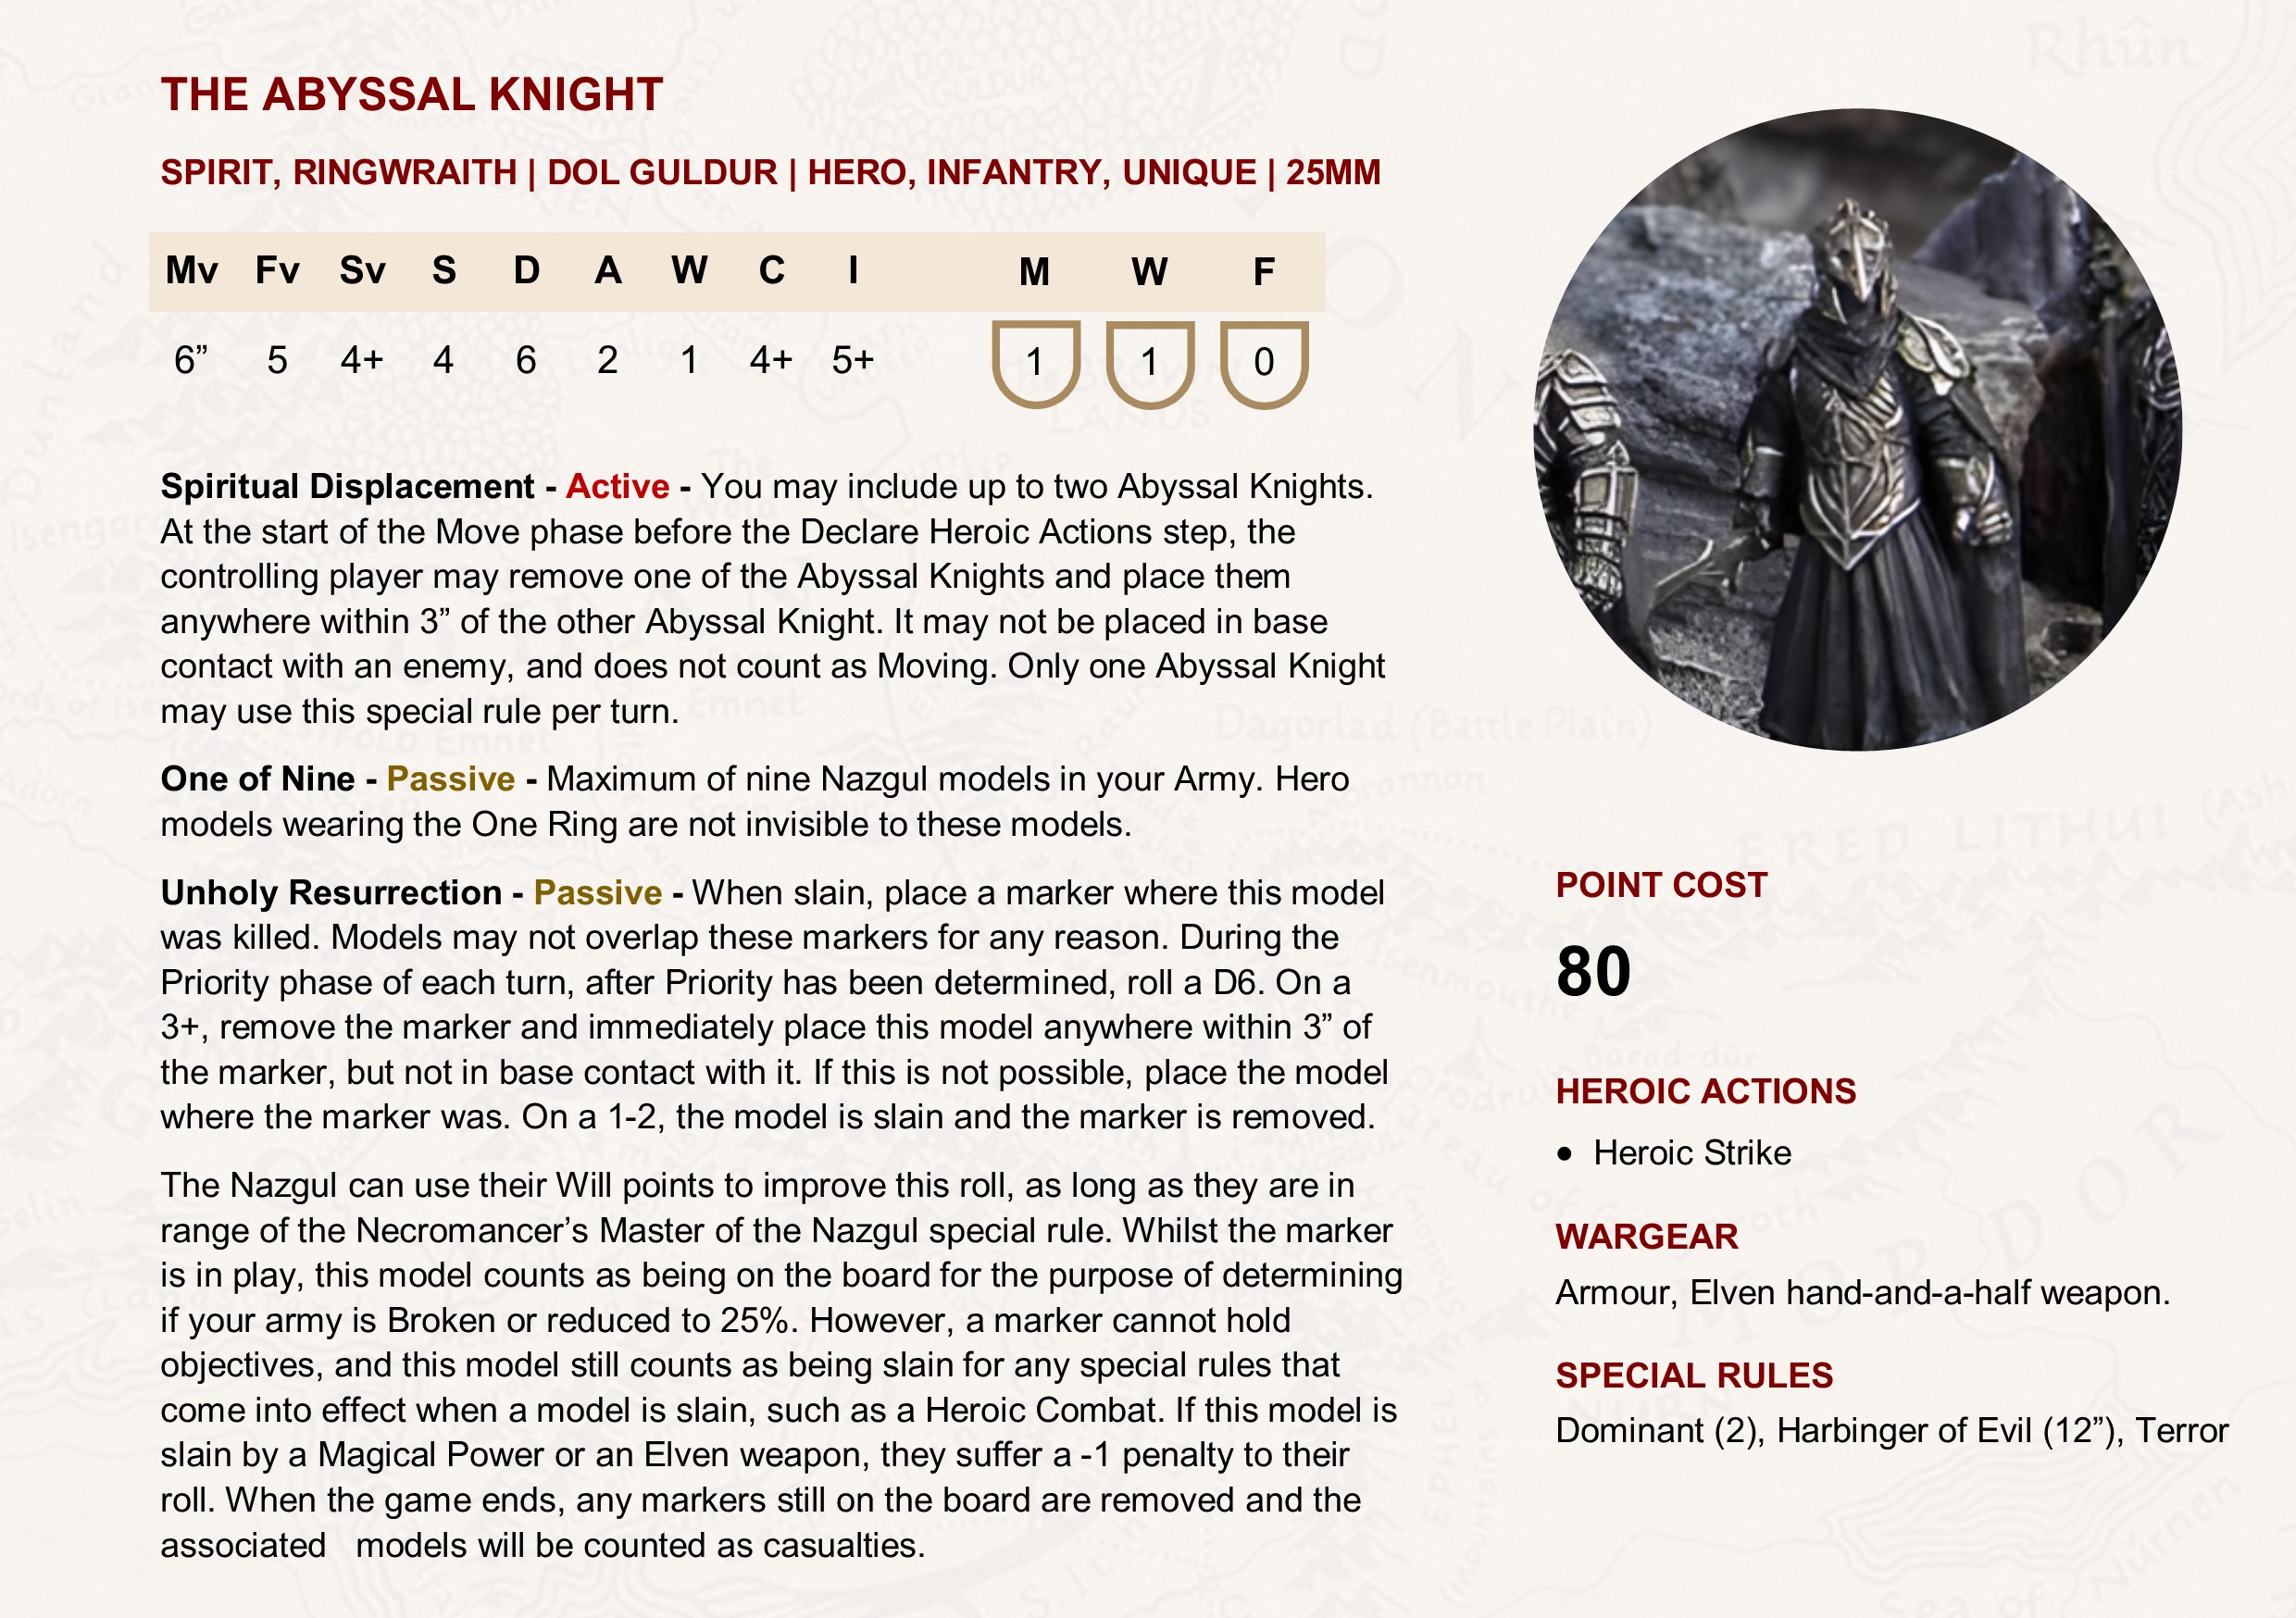 THE ABYSSAL KNIGHT
SPIRIT, RINGWRAITH | DOL GULDUR | HERO, INFANTRY, UNIQUE | 25MM
Mv Fv Sv S D A W C I M W F
6” 5 4+ 4 6 2 1 4+ 5+ 1 1 0
Spiritual Displacement - Active - You may include up to two Abyssal Knights.
At the start of the Move phase before the Declare Heroic Actions step, the
controlling player may remove one of the Abyssal Knights and place them
anywhere within 3” of the other Abyssal Knight. It may not be placed in base
contact with an enemy, and does not count as Moving. Only one Abyssal Knight
may use this special rule per turn.
One of Nine - Passive - Maximum of nine Nazgul models in your Army. Hero
models wearing the One Ring are not invisible to these models.
Unholy Resurrection - Passive - When slain, place a marker where this model
was killed. Models may not overlap these markers for any reason. During the
Priority phase of each turn, after Priority has been determined, roll a D6. On a
3+, remove the marker and immediately place this model anywhere within 3” of
the marker, but not in base contact with it. If this is not possible, place the model
where the marker was. On a 1-2, the model is slain and the marker is removed.
The Nazgul can use their Will points to improve this roll, as long as they are in
range of the Necromancer’s Master of the Nazgul special rule. Whilst the marker
is in play, this model counts as being on the board for the purpose of determining
if your army is Broken or reduced to 25%. However, a marker cannot hold
objectives, and this model still counts as being slain for any special rules that
come into effect when a model is slain, such as a Heroic Combat. If this model is
slain by a Magical Power or an Elven weapon, they suffer a -1 penalty to their
roll. When the game ends, any markers still on the board are removed and the
associated models will be counted as casualties.
POINT COST
80
HEROIC ACTIONS
• Heroic Strike
WARGEAR
Armour, Elven hand-and-a-half weapon.
SPECIAL RULES
Dominant (2), Harbinger of Evil (12”), Terror
Rhûn
Dunland
Emnet
Dagorlad (Battle Plain)
Morannon
ERED LITHUI (Ash
Isenmouthe
Barad-dûr
MORDOR
NURN
Sea of Núrnen